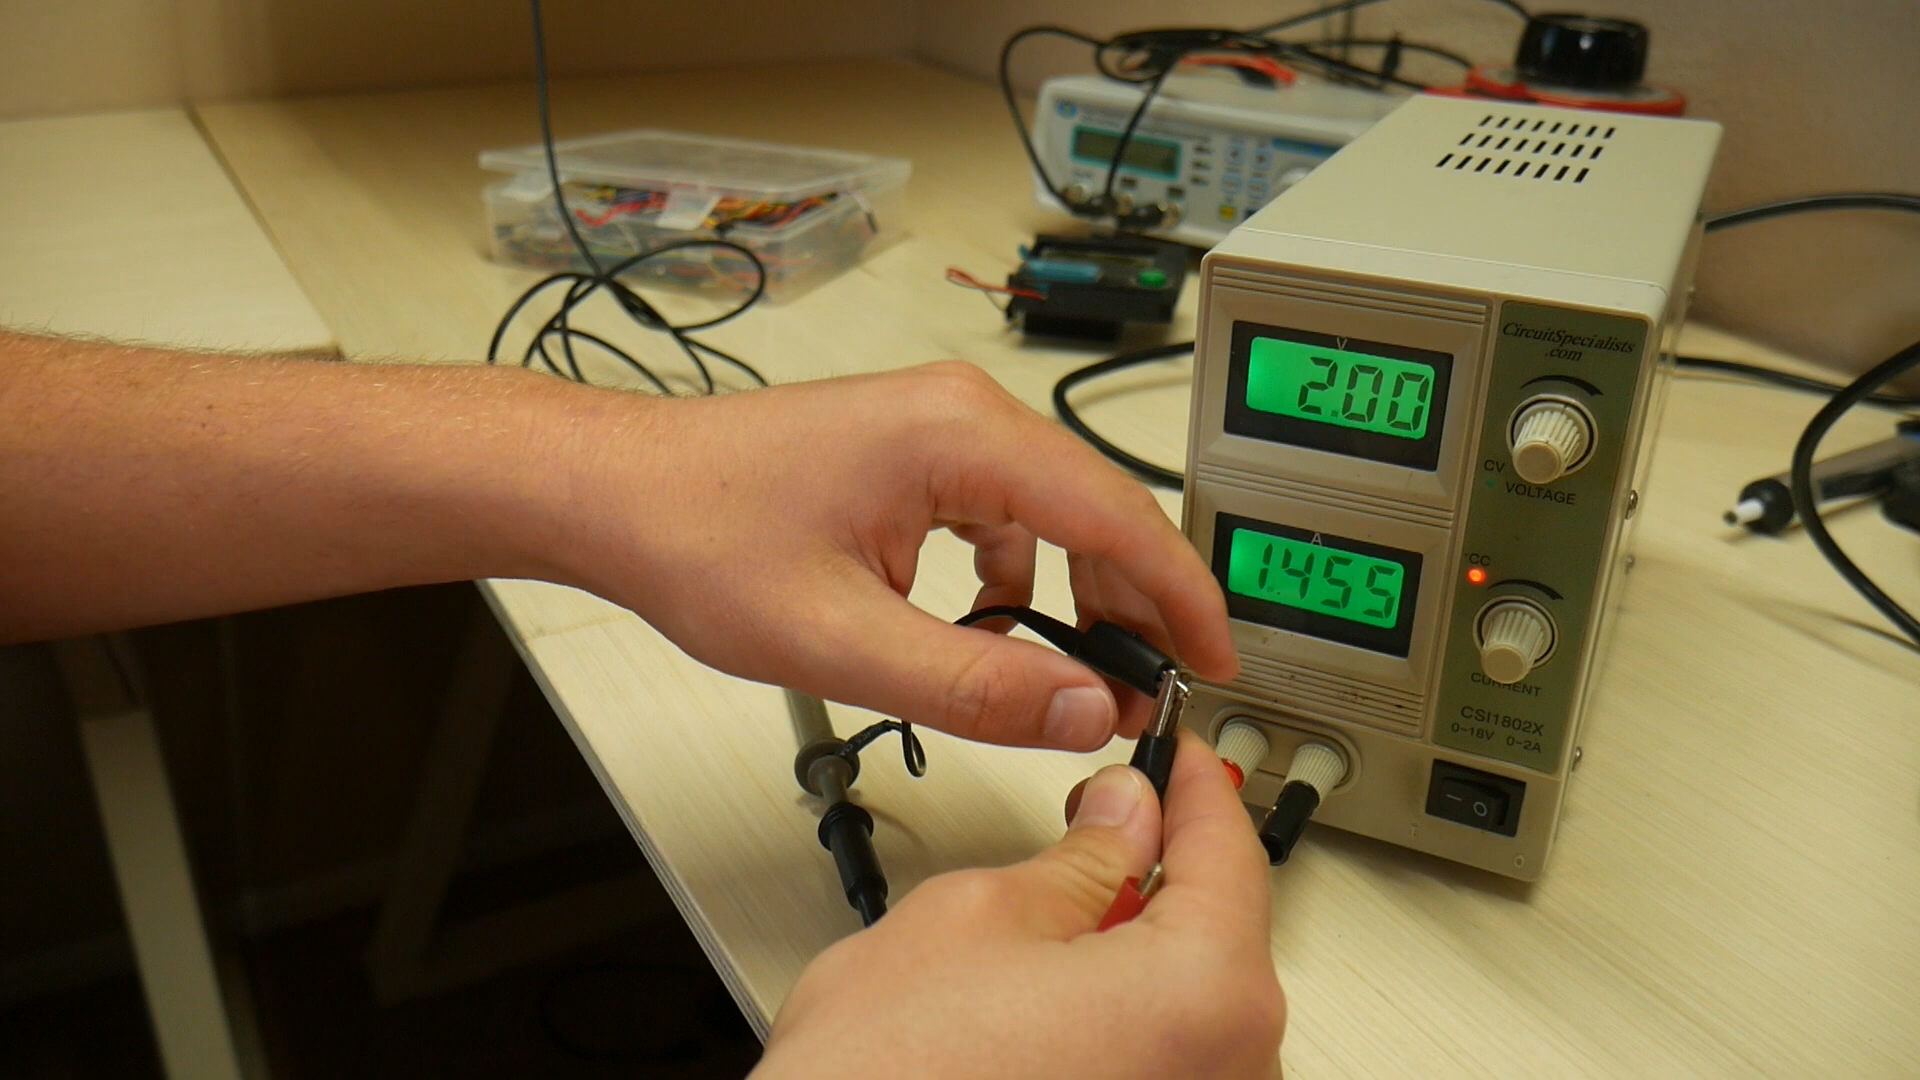 V
2.00
CircuitSpecialists
.com
CV
VOLTAGE
A
1.455
CC
CURRENT
CSI1802X
0~18V 0~2A